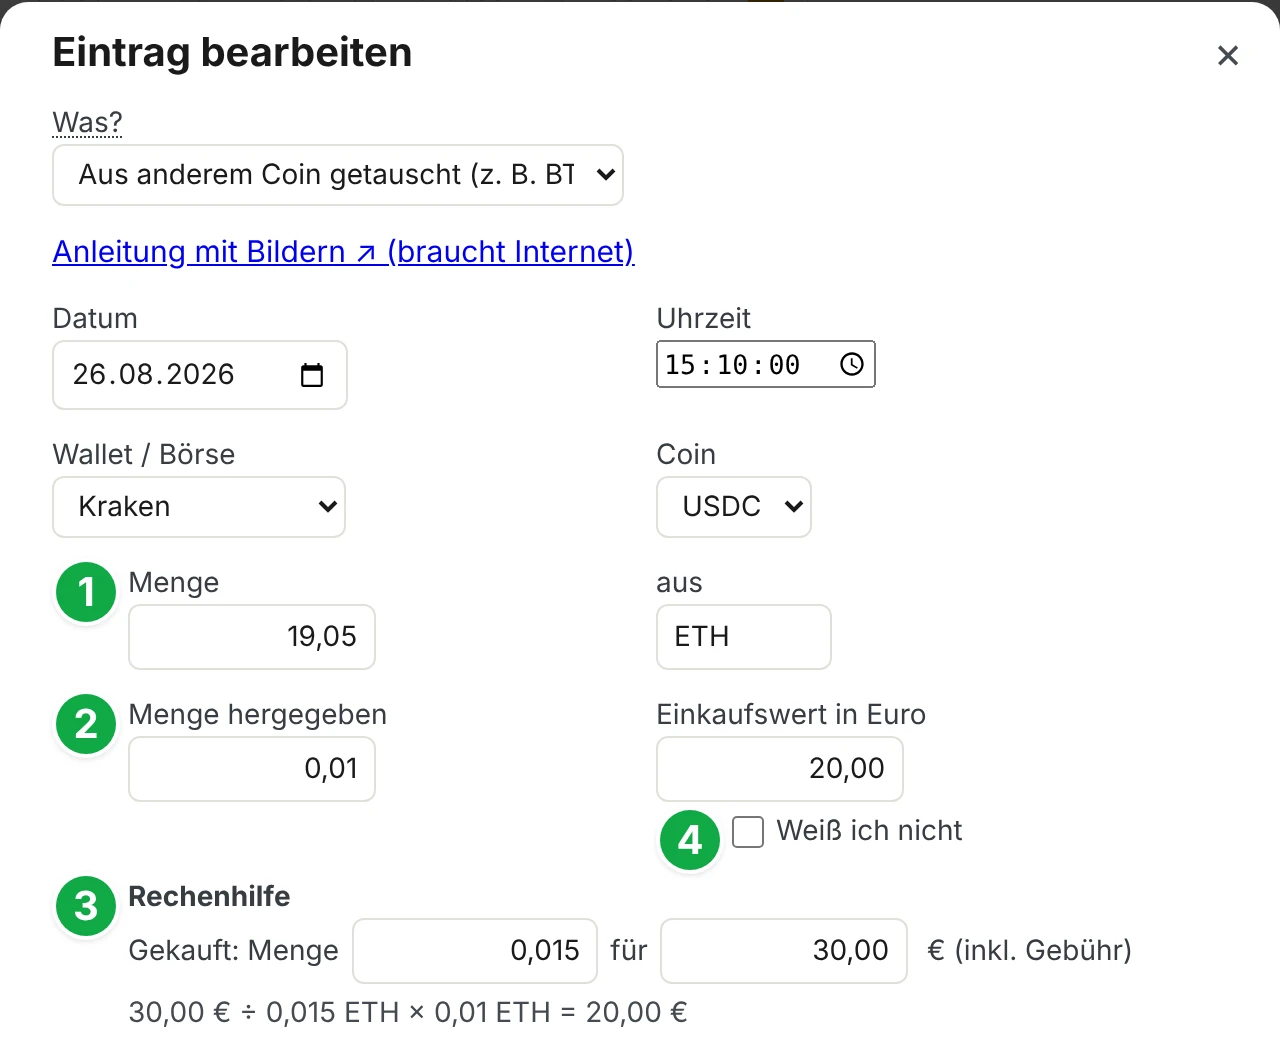 Eintrag bearbeiten
Was?
Aus anderem Coin getauscht (z. B. BT
Anleitung mit Bildern ↗ (braucht Internet)
Datum
Uhrzeit
26.08.2026
15:10:00
Wallet / Börse
Coin
Kraken
USDC
1 Menge
aus
19,05
ETH
2 Menge hergegeben
Einkaufswert in Euro
0,01
20,00
4 Weiß ich nicht
3 Rechenhilfe
Gekauft: Menge 0,015 für 30,00 € (inkl. Gebühr)
30,00 € ÷ 0,015 ETH × 0,01 ETH = 20,00 €